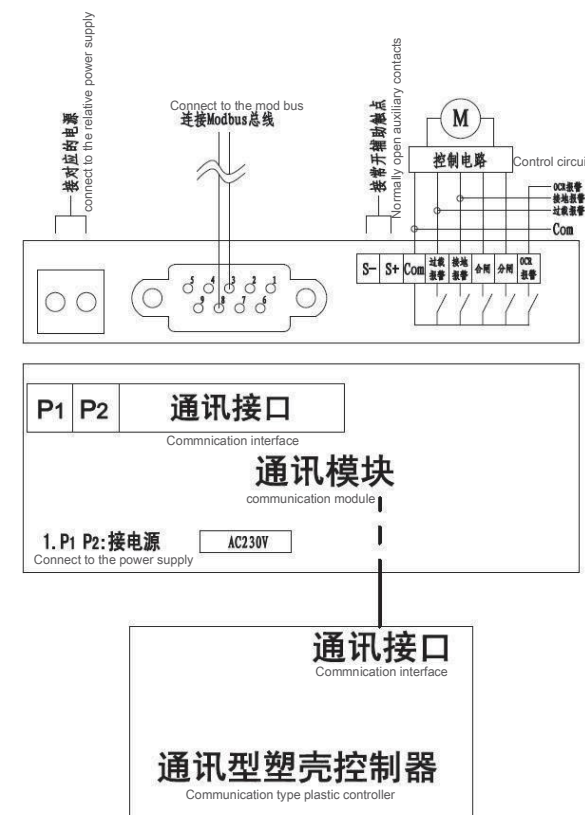 接对应的电源
connect to the relative power supply
Connect to the mod bus
连接Modbus总线
接常开辅助触点
Normally open auxiliary contacts
M
控制电路
Control circui
OCR报警
接地报警
过载报警
Com
5 4 3 2 1
9 8 7 6
S- S+ Com 过载报警 接地报警 合闸 分闸 OCR报警
P1 P2 通讯接口
Commnication interface
通讯模块
communication module
1. P1 P2:接电源 AC230V
Connect to the power supply
通讯接口
Commnication interface
通讯型塑壳控制器
Communication type plastic controller